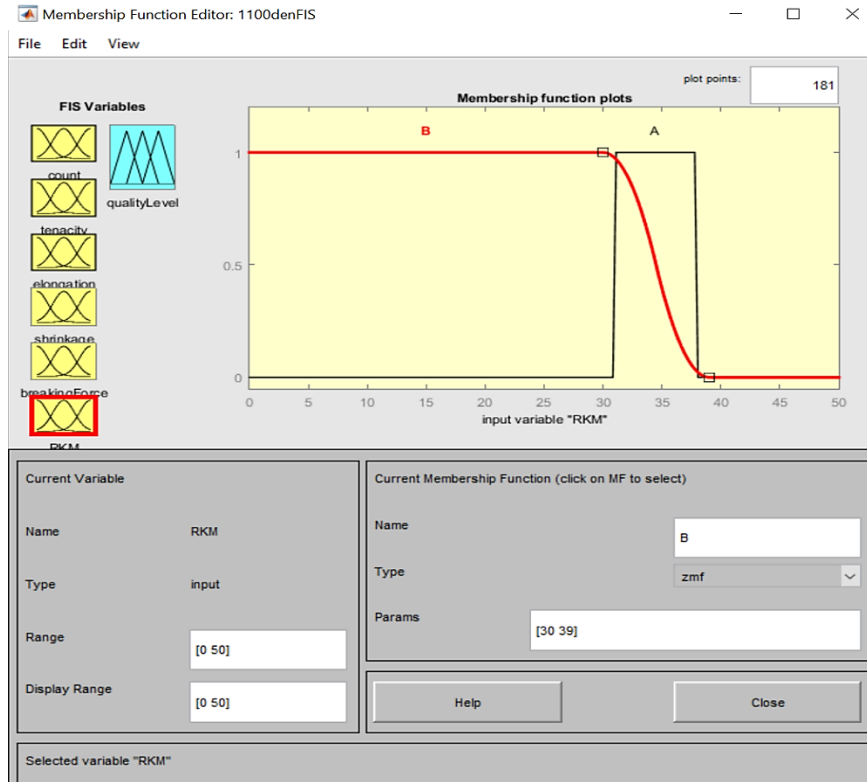 Membership Function Editor: 1100denFIS
File Edit View
plot points: 181
FIS Variables
Membership function plots
count
qualityLevel
tenacity
elongation
shrinkage
breakingForce
RKM
B A
1
0.5
0
0 5 10 15 20 25 30 35 40 45 50
input variable "RKM"
Current Variable
Name RKM
Type input
Range [0 50]
Display Range [0 50]
Current Membership Function (click on MF to select)
Name B
Type zmf
Params [30 39]
Help Close
Selected variable "RKM"